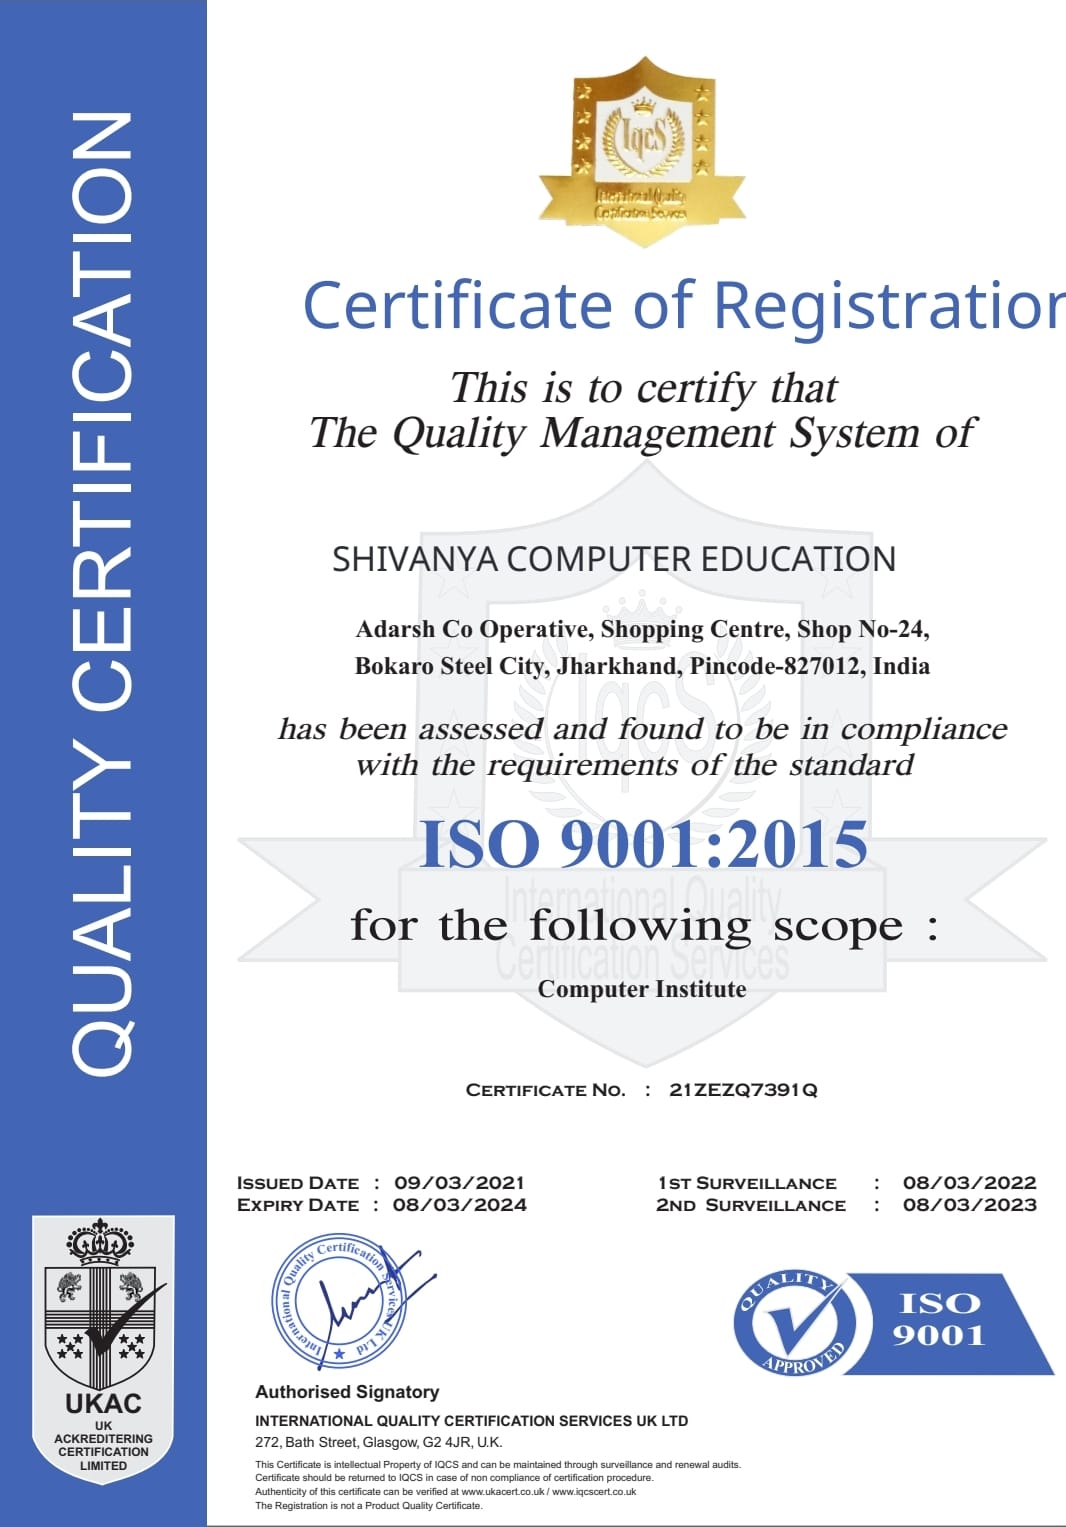 QUALITY CERTIFICATION
IqcS
International Quality
Certification Services
Certificate of Registration
This is to certify that
The Quality Management System of
SHIVANYA COMPUTER EDUCATION
Adarsh Co Operative, Shopping Centre, Shop No-24,
Bokaro Steel City, Jharkhand, Pincode-827012, India
IqcS
has been assessed and found to be in compliance
with the requirements of the standard
ISO 9001:2015
International Quality
for the following scope :
Certification Services
Computer Institute
CERTIFICATE NO. : 21ZEZQ7391Q
ISSUED DATE : 09/03/2021
EXPIRY DATE : 08/03/2024
1ST SURVEILLANCE : 08/03/2022
2ND SURVEILLANCE : 08/03/2023
International Quality Certification Services UK Ltd
QUALITY
APPROVED
ISO
9001
Authorised Signatory
INTERNATIONAL QUALITY CERTIFICATION SERVICES UK LTD
272, Bath Street, Glasgow, G2 4JR, U.K.
This Certificate is intellectual Property of IQCS and can be maintained through surveillance and renewal audits.
Certificate should be returned to IQCS in case of non compliance of certification procedure.
Authenticity of this certificate can be verified at www.ukacert.co.uk / www.iqcscert.co.uk
The Registration is not a Product Quality Certificate.
UKAC
UK
ACKREDITERING
CERTIFICATION
LIMITED